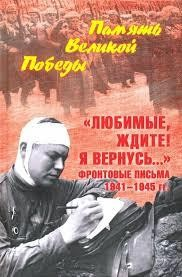 Память
Великой
Победы
«ЛЮБИМЫЕ,
ЖДИТЕ!
Я ВЕРНУСЬ...»
ФРОНТОВЫЕ ПИСЬМА
1941–1945 гг.